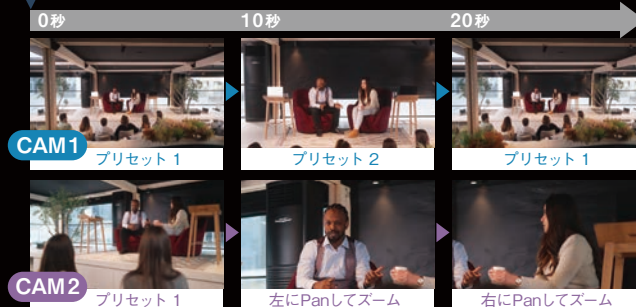 0秒 10秒 20秒
CAM1
プリセット 1 プリセット 2 プリセット 1
CAM2
プリセット 1 左にPanしてズーム 右にPanしてズーム